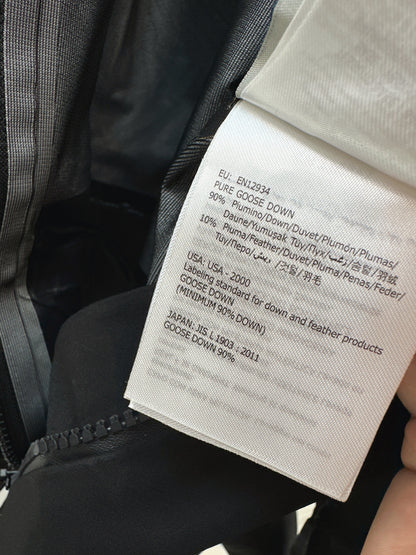 EU: EN12934
PURE GOOSE DOWN
90% Plumino/Down/Duvet/Plumón/Plumas/
Daune/Yumuşak Tüy/Пух/زغب/솜털/羽絨
10% Piuma/Feather/Duvet/Pluma/Penas/Feder/
Tüy/Перо/ريش/깃털/羽毛
USA: USA - 2000
Labeling standard for down and feather products
GOOSE DOWN
(MINIMUM 90% DOWN)
JAPAN: JIS L 1903 : 2011
GOOSE DOWN 90%